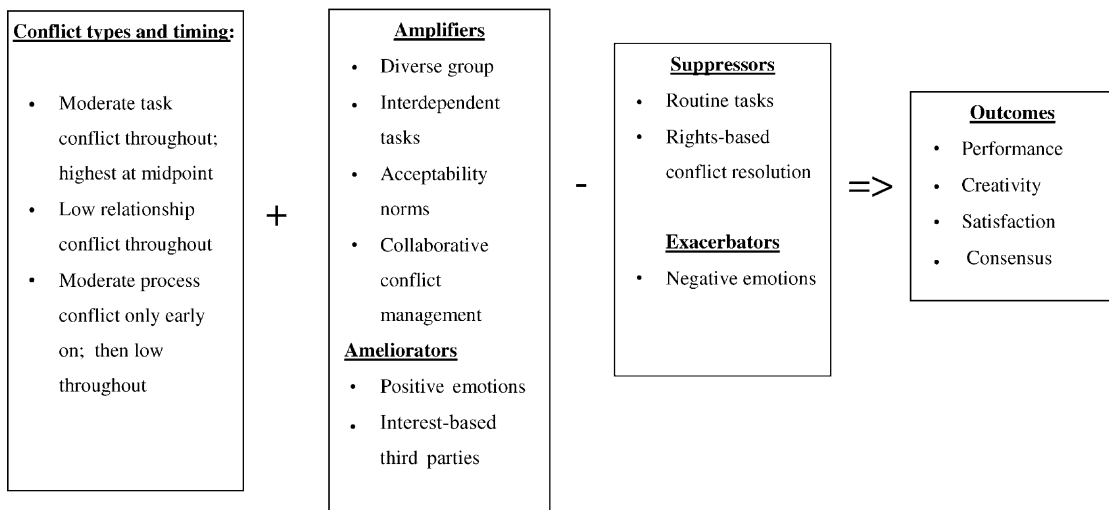 Conflict types and timing:
• Moderate task
conflict throughout;
highest at midpoint
• Low relationship
conflict throughout
• Moderate process
conflict only early
on; then low
throughout
+
Amplifiers
• Diverse group
• Interdependent
tasks
• Acceptability
norms
• Collaborative
conflict
management
Ameliorators
• Positive emotions
• Interest-based
third parties
-
Suppressors
• Routine tasks
• Rights-based
conflict resolution
Exacerbators
• Negative emotions
=>
Outcomes
• Performance
• Creativity
• Satisfaction
• Consensus